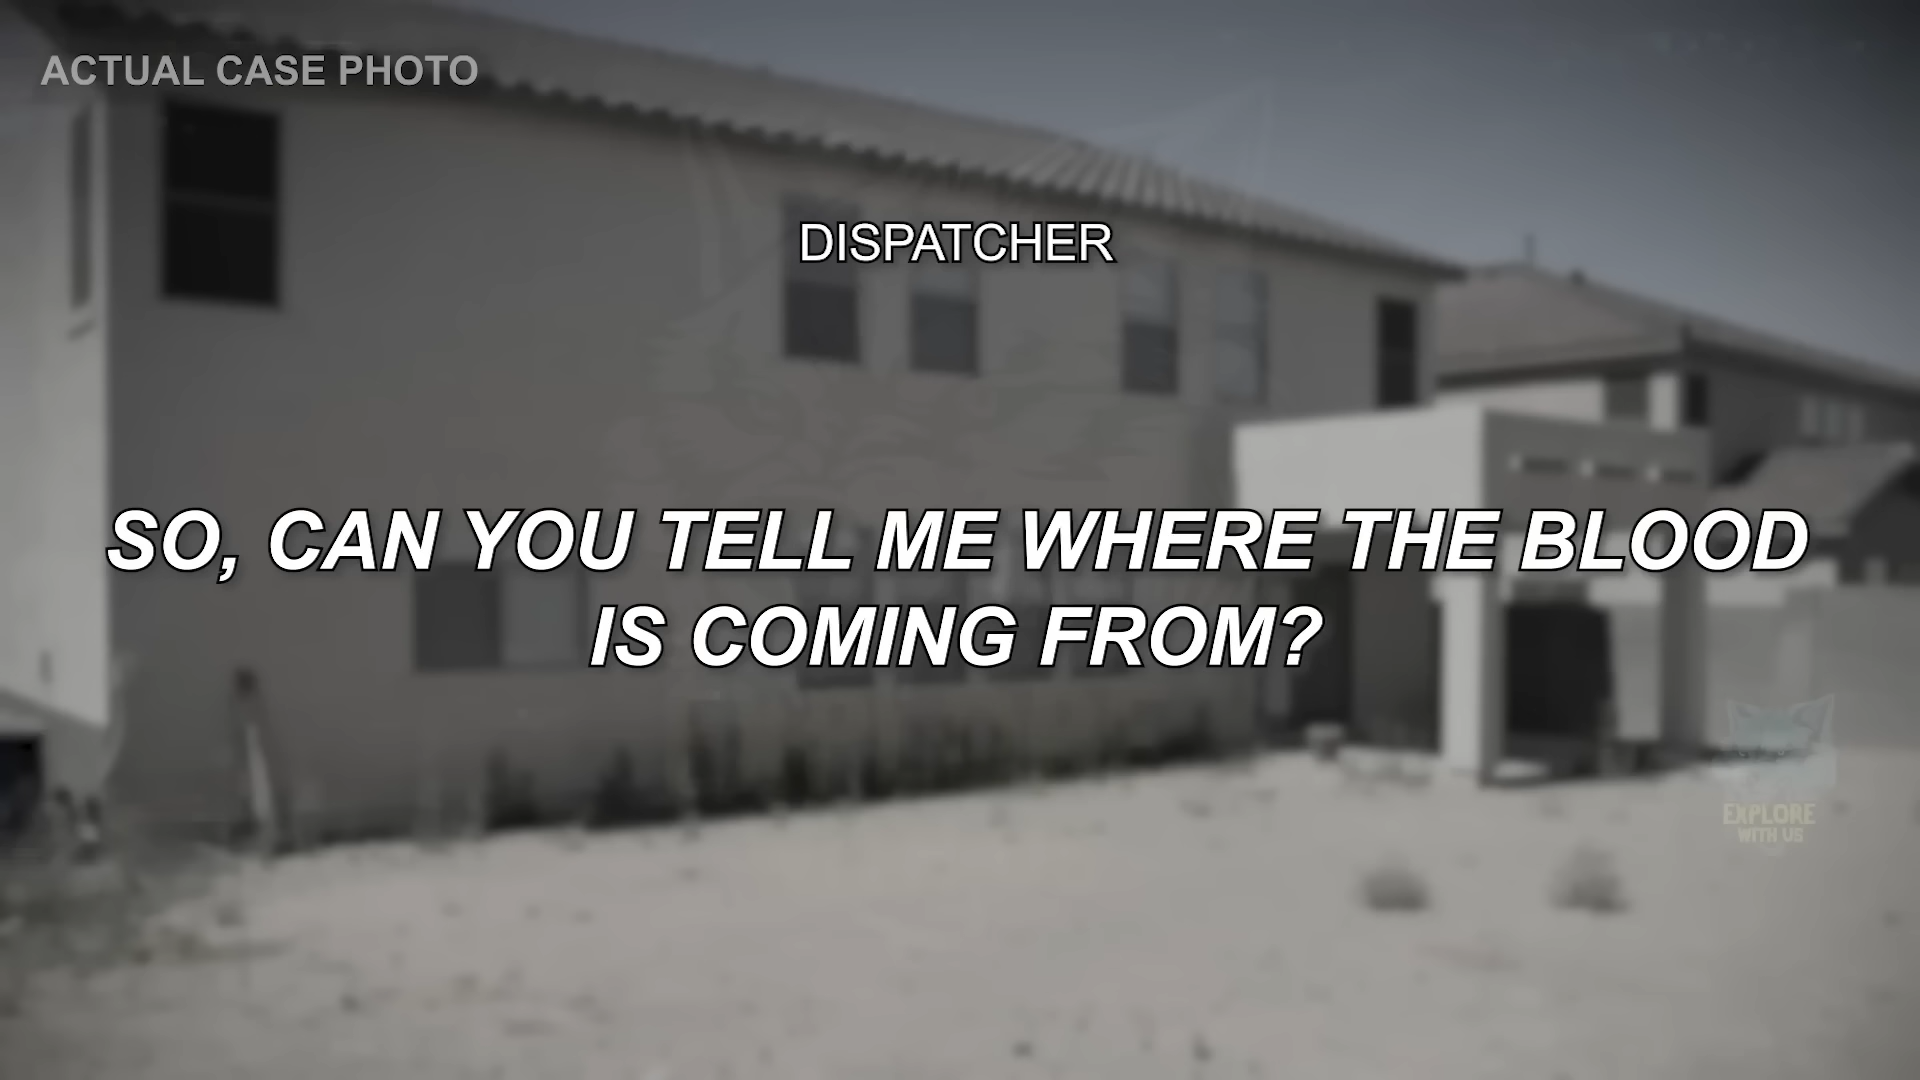 ACTUAL CASE PHOTO
DISPATCHER
SO, CAN YOU TELL ME WHERE THE BLOOD
IS COMING FROM?
EXPLORE
WITH US